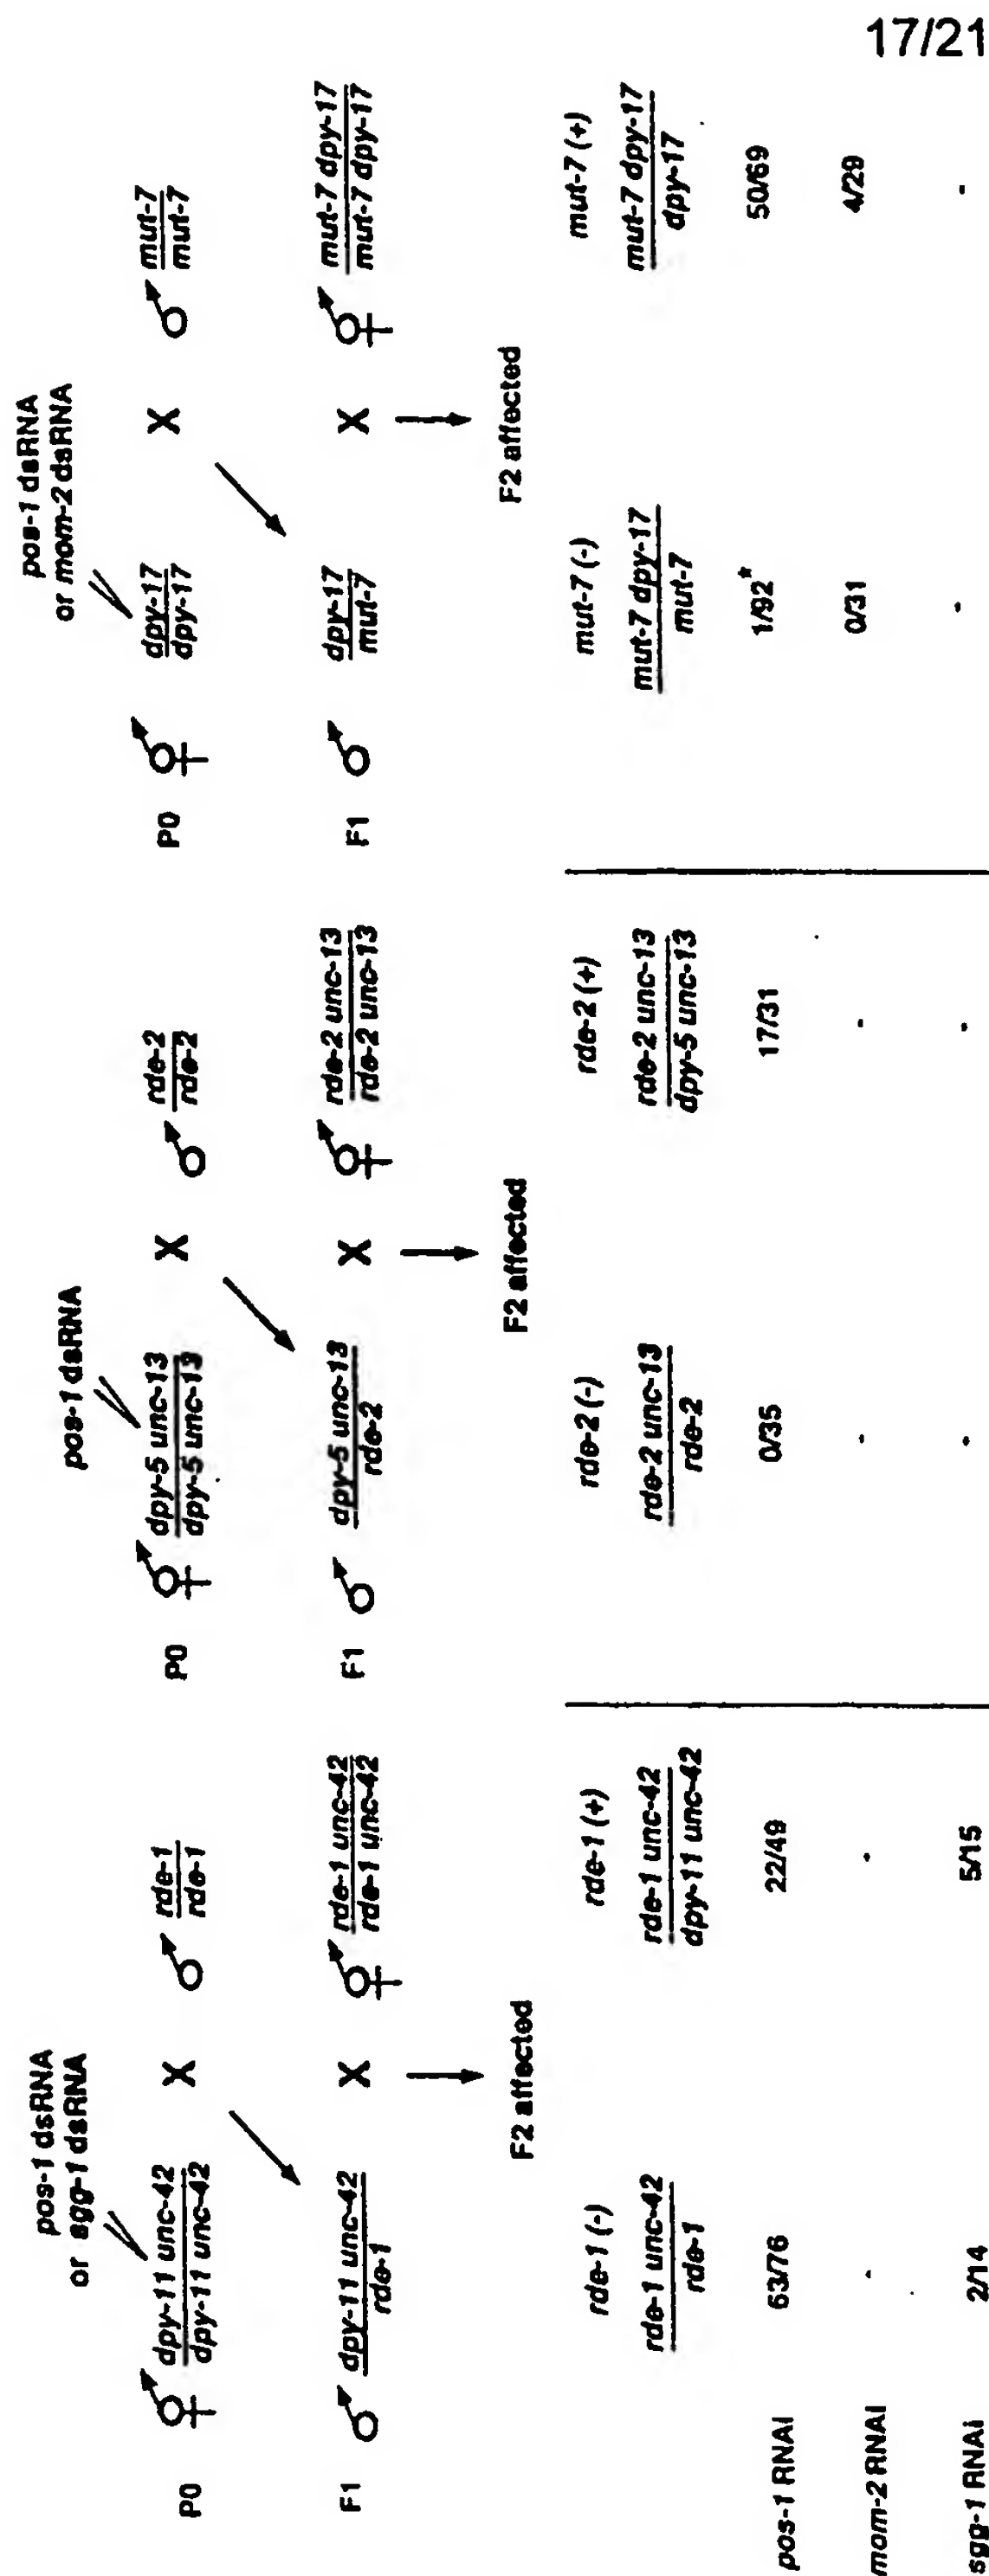 17/21
pos-1 dsRNA
or sgg-1 dsRNA
P0
dpy-11 unc-42
dpy-11 unc-42
X
rde-1
rde-1
F1
dpy-11 unc-42
rde-1
X
rde-1 unc-42
rde-1 unc-42
F2 affected
pos-1 dsRNA
P0
dpy-5 unc-13
dpy-5 unc-13
X
rde-2
rde-2
F1
dpy-5 unc-13
rde-2
X
rde-2 unc-13
rde-2 unc-13
F2 affected
pos-1 dsRNA
or mom-2 dsRNA
P0
dpy-17
dpy-17
X
mut-7
mut-7
F1
dpy-17
mut-7
X
mut-7 dpy-17
mut-7 dpy-17
F2 affected
rde-1 (-)
rde-1 (+)
rde-2 (-)
rde-2 (+)
mut-7 (-)
mut-7 (+)
rde-1 unc-42
rde-1
rde-1 unc-42
dpy-11 unc-42
rde-2 unc-13
rde-2
rde-2 unc-13
dpy-5 unc-13
mut-7 dpy-17
mut-7
mut-7 dpy-17
dpy-17
pos-1 RNAi 63/76 22/49 0/35 17/31 1/92* 50/69
mom-2 RNAi - - - - 0/31 4/29
sgg-1 RNAi 2/14 5/15 - - - -